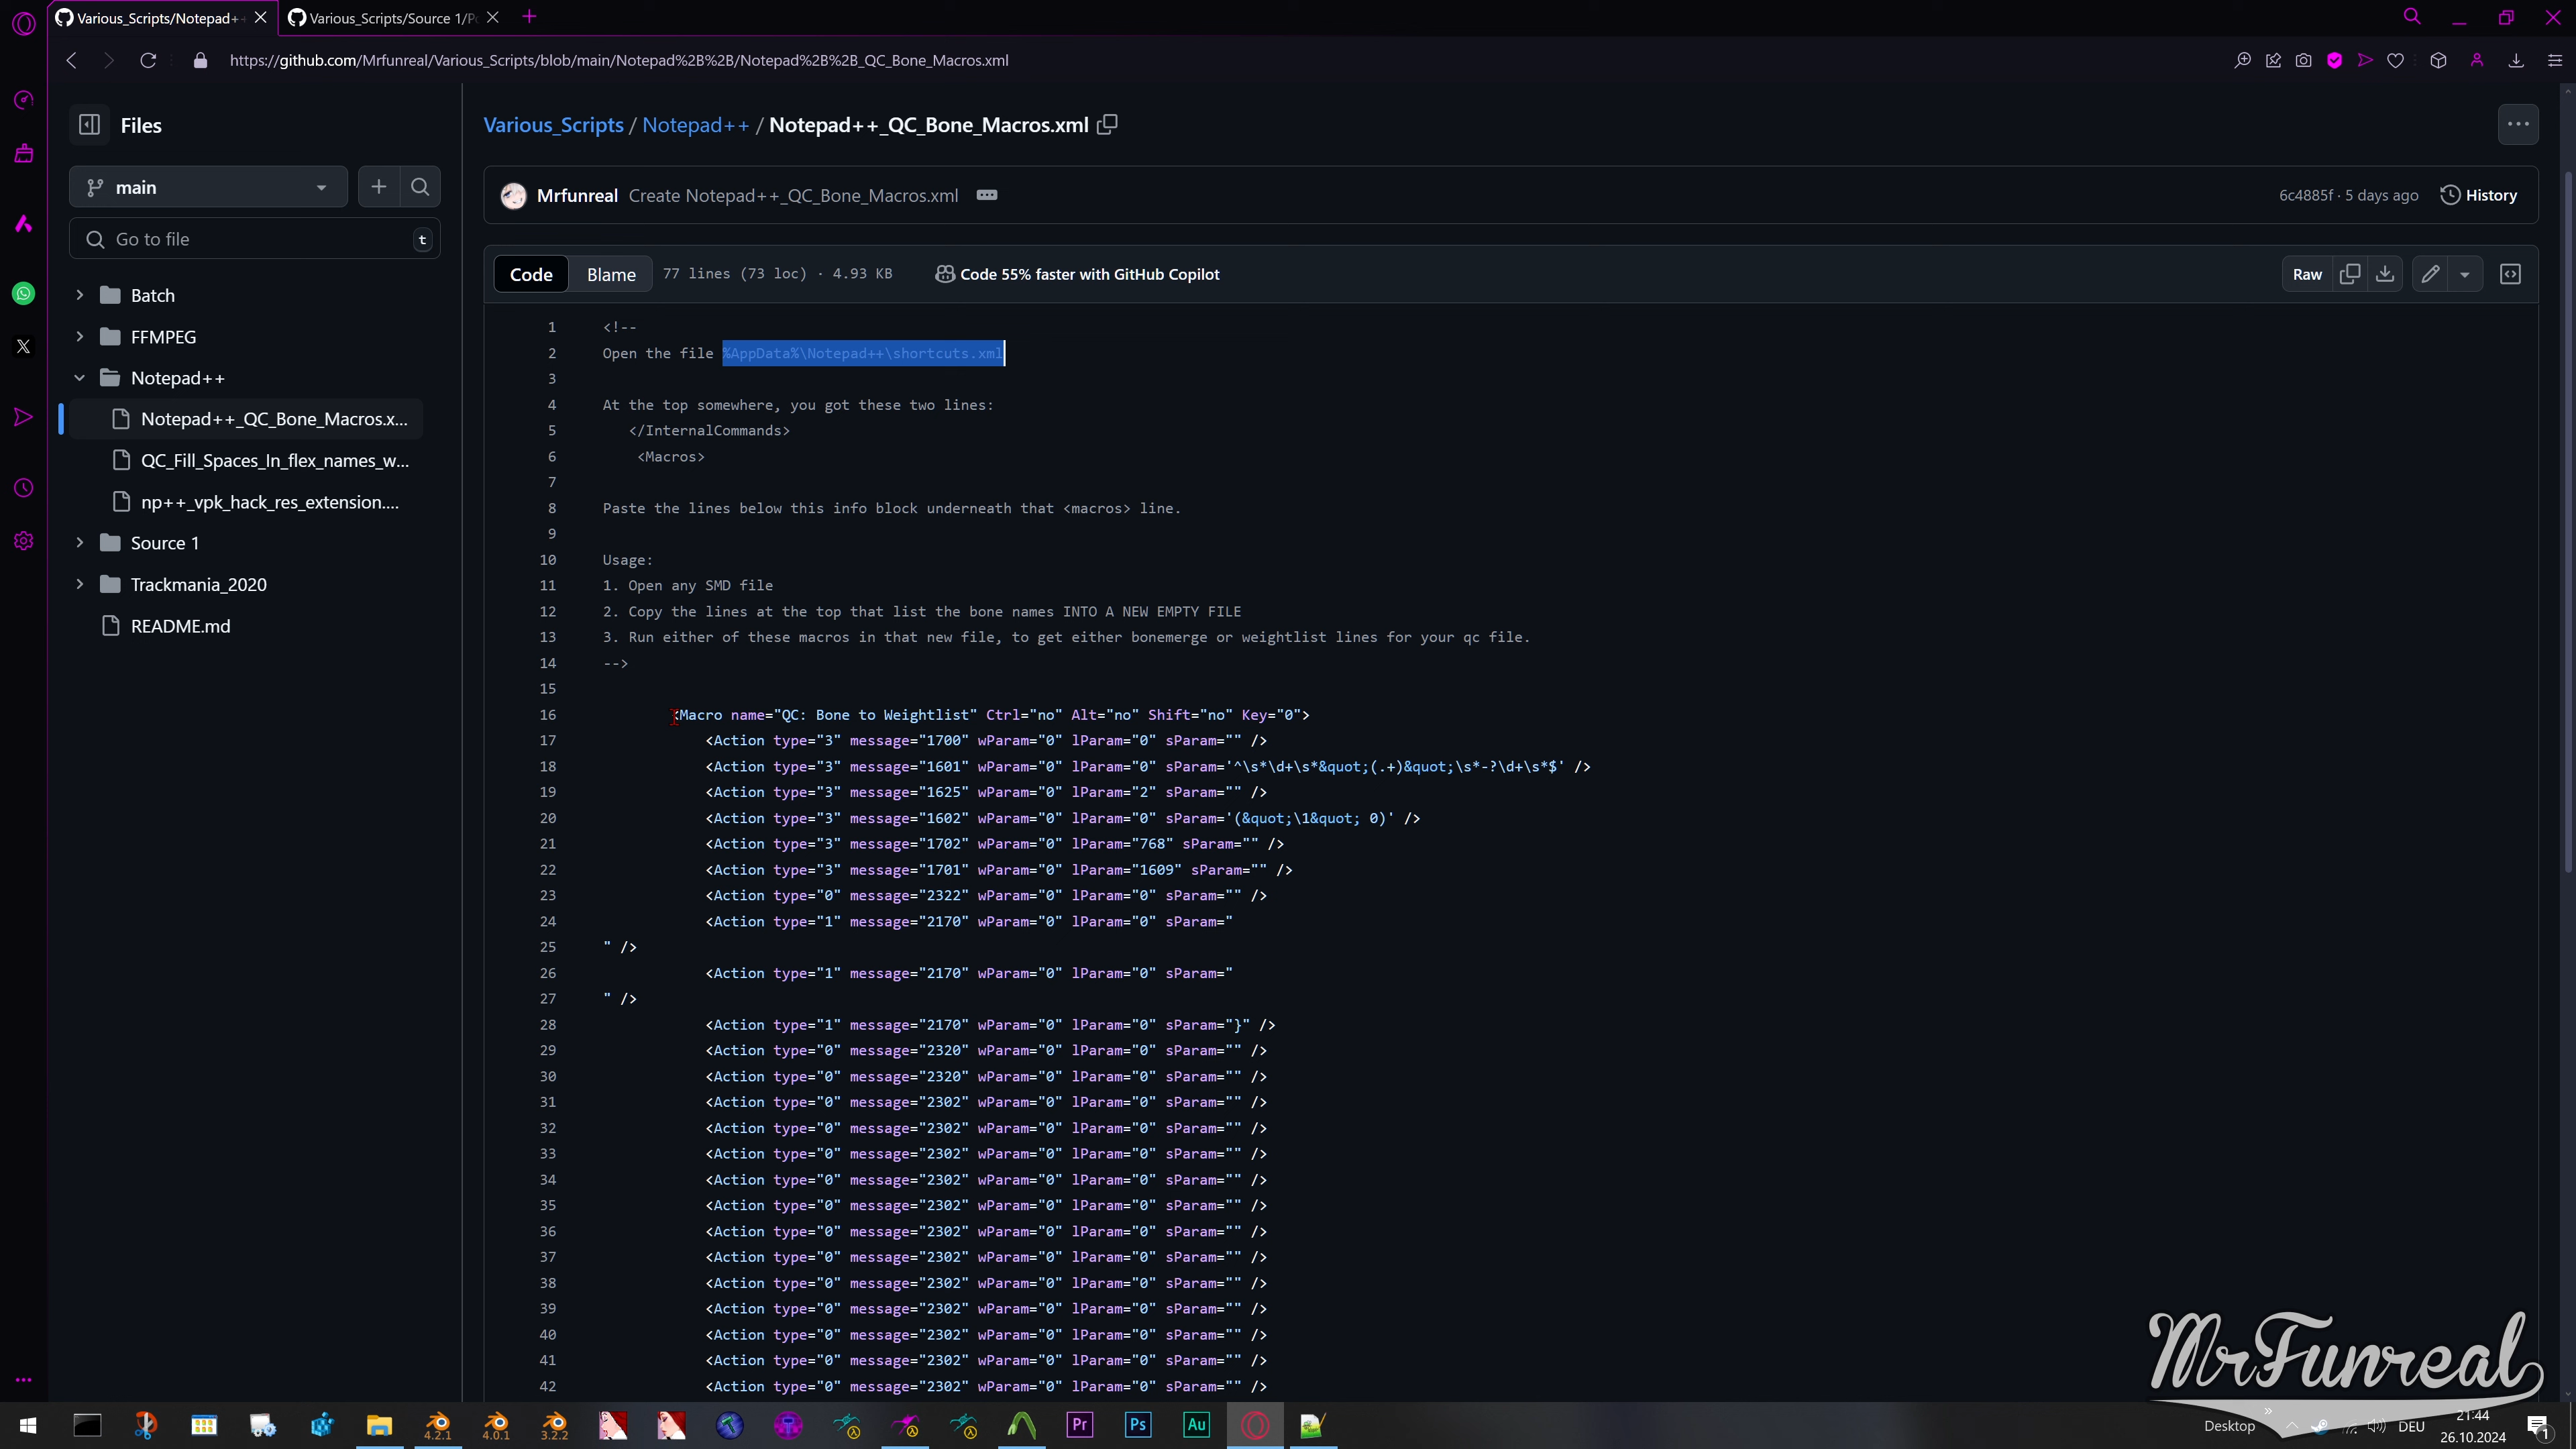 Various_Scripts/Notepad+
Various_Scripts/Source 1/Po
https://github.com/Mrfunreal/Various_Scripts/blob/main/Notepad%2B%2B/Notepad%2B%2B_QC_Bone_Macros.xml
Files
main
Go to file
t
Batch
FFMPEG
Notepad++
Notepad++_QC_Bone_Macros.x...
QC_Fill_Spaces_In_flex_names_w...
np++_vpk_hack_res_extension....
Source 1
Trackmania_2020
README.md
Various_Scripts / Notepad++ / Notepad++_QC_Bone_Macros.xml
Mrfunreal Create Notepad++_QC_Bone_Macros.xml
6c4885f · 5 days ago History
Code Blame 77 lines (73 loc) · 4.93 KB Code 55% faster with GitHub Copilot Raw
1 <!--
2 Open the file %AppData%\Notepad++\shortcuts.xml
3
4 At the top somewhere, you got these two lines:
5 </InternalCommands>
6 <Macros>
7
8 Paste the lines below this info block underneath that <macros> line.
9
10 Usage:
11 1. Open any SMD file
12 2. Copy the lines at the top that list the bone names INTO A NEW EMPTY FILE
13 3. Run either of these macros in that new file, to get either bonemerge or weightlist lines for your qc file.
14 -->
15
16 <Macro name="QC: Bone to Weightlist" Ctrl="no" Alt="no" Shift="no" Key="0">
17 <Action type="3" message="1700" wParam="0" lParam="0" sParam="" />
18 <Action type="3" message="1601" wParam="0" lParam="0" sParam='^\s*\d+\s*&quot;(.+)&quot;\s*-?\d+\s*$' />
19 <Action type="3" message="1625" wParam="0" lParam="2" sParam="" />
20 <Action type="3" message="1602" wParam="0" lParam="0" sParam='(&quot;\1&quot; 0)' />
21 <Action type="3" message="1702" wParam="0" lParam="768" sParam="" />
22 <Action type="3" message="1701" wParam="0" lParam="1609" sParam="" />
23 <Action type="0" message="2322" wParam="0" lParam="0" sParam="" />
24 <Action type="1" message="2170" wParam="0" lParam="0" sParam="
25 " />
26 <Action type="1" message="2170" wParam="0" lParam="0" sParam="
27 " />
28 <Action type="1" message="2170" wParam="0" lParam="0" sParam="}" />
29 <Action type="0" message="2320" wParam="0" lParam="0" sParam="" />
30 <Action type="0" message="2320" wParam="0" lParam="0" sParam="" />
31 <Action type="0" message="2302" wParam="0" lParam="0" sParam="" />
32 <Action type="0" message="2302" wParam="0" lParam="0" sParam="" />
33 <Action type="0" message="2302" wParam="0" lParam="0" sParam="" />
34 <Action type="0" message="2302" wParam="0" lParam="0" sParam="" />
35 <Action type="0" message="2302" wParam="0" lParam="0" sParam="" />
36 <Action type="0" message="2302" wParam="0" lParam="0" sParam="" />
37 <Action type="0" message="2302" wParam="0" lParam="0" sParam="" />
38 <Action type="0" message="2302" wParam="0" lParam="0" sParam="" />
39 <Action type="0" message="2302" wParam="0" lParam="0" sParam="" />
40 <Action type="0" message="2302" wParam="0" lParam="0" sParam="" />
41 <Action type="0" message="2302" wParam="0" lParam="0" sParam="" />
42 <Action type="0" message="2302" wParam="0" lParam="0" sParam="" />
MrFunreal
4.2.1
4.0.1
3.2.2
Pr
Ps
Au
Desktop
DEU
21:44
26.10.2024
1